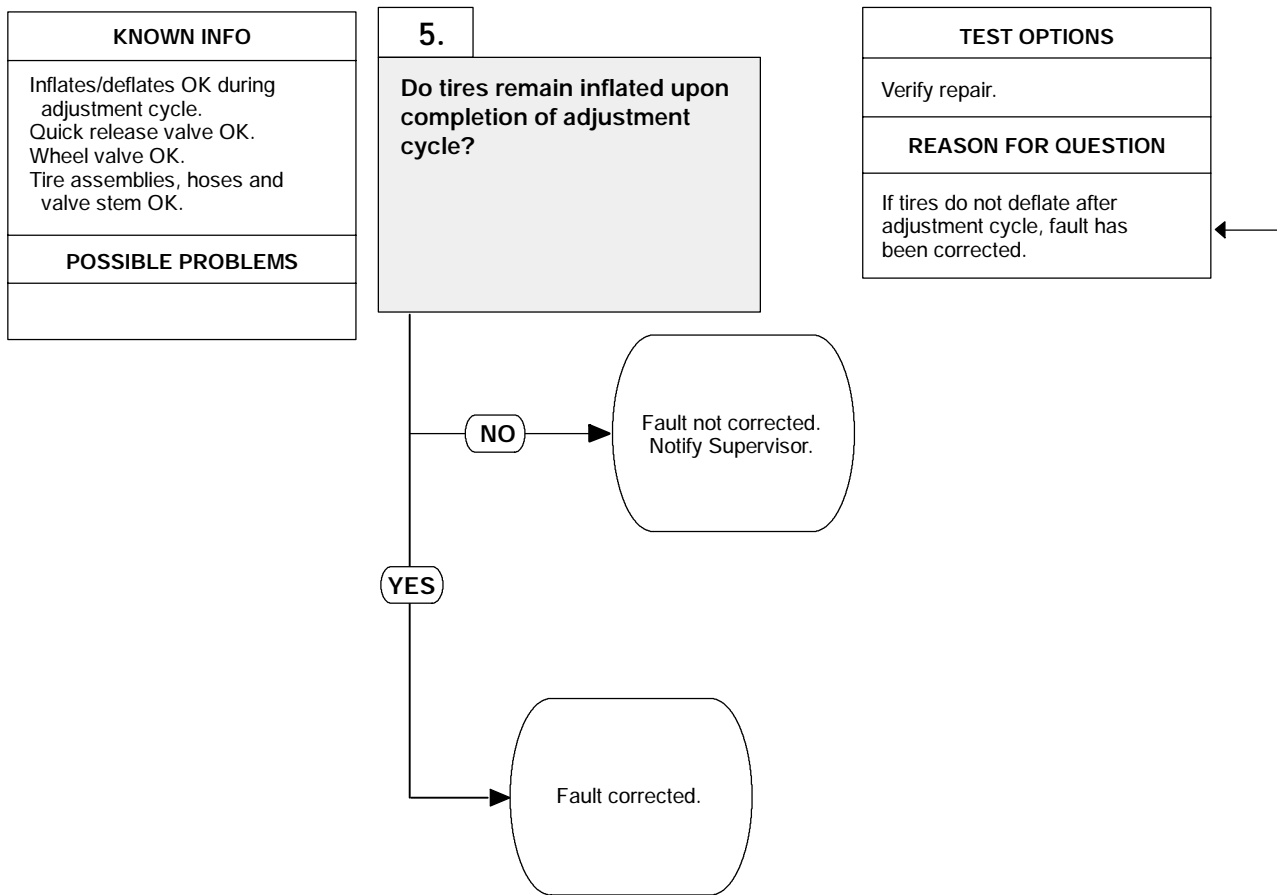 KNOWN INFO
Inflates/deflates OK during
adjustment cycle.
Quick release valve OK.
Wheel valve OK.
Tire assemblies, hoses and
valve stem OK.
POSSIBLE PROBLEMS
5.
Do tires remain inflated upon
completion of adjustment
cycle?
TEST OPTIONS
Verify repair.
REASON FOR QUESTION
If tires do not deflate after
adjustment cycle, fault has
been corrected.
NO
Fault not corrected.
Notify Supervisor.
YES
Fault corrected.